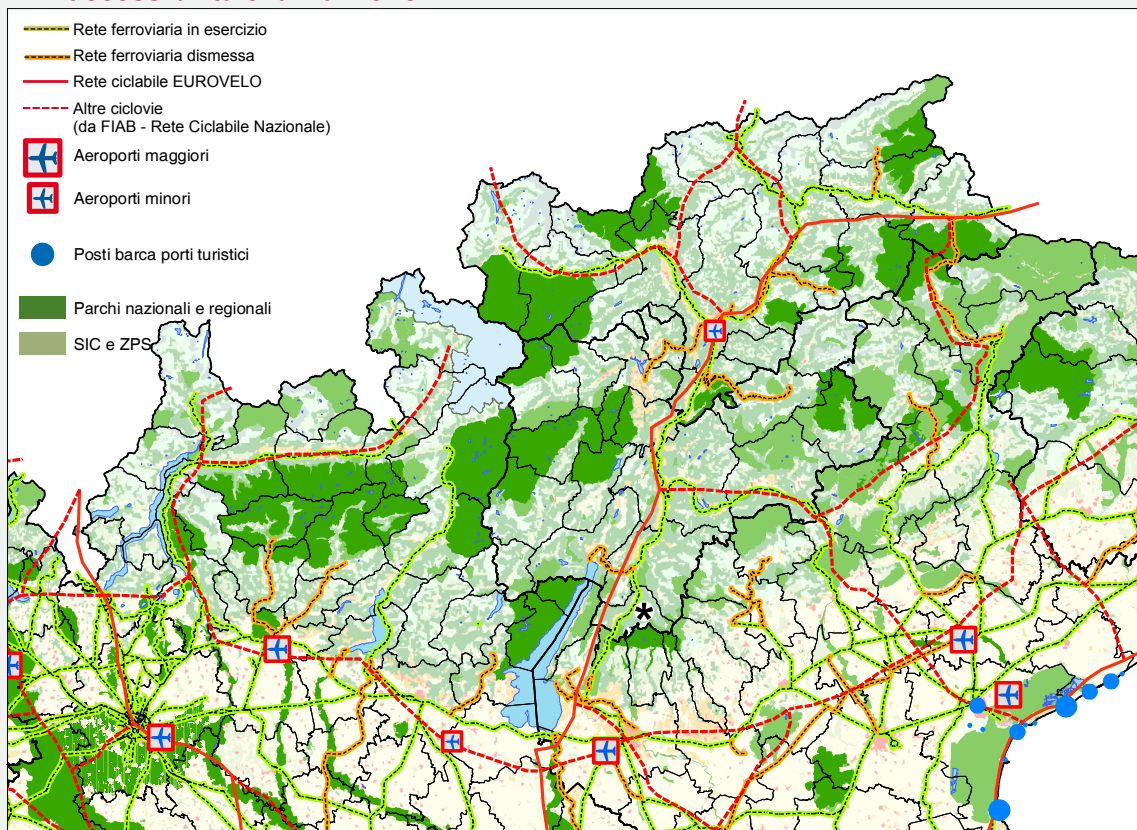 Rete ferroviaria in esercizio
Rete ferroviaria dismessa
Rete ciclabile EUROVELO
Altre ciclovie
(da FIAB - Rete Ciclabile Nazionale)
Aeroporti maggiori
Aeroporti minori
Posti barca porti turistici
Parchi nazionali e regionali
SIC e ZPS
*